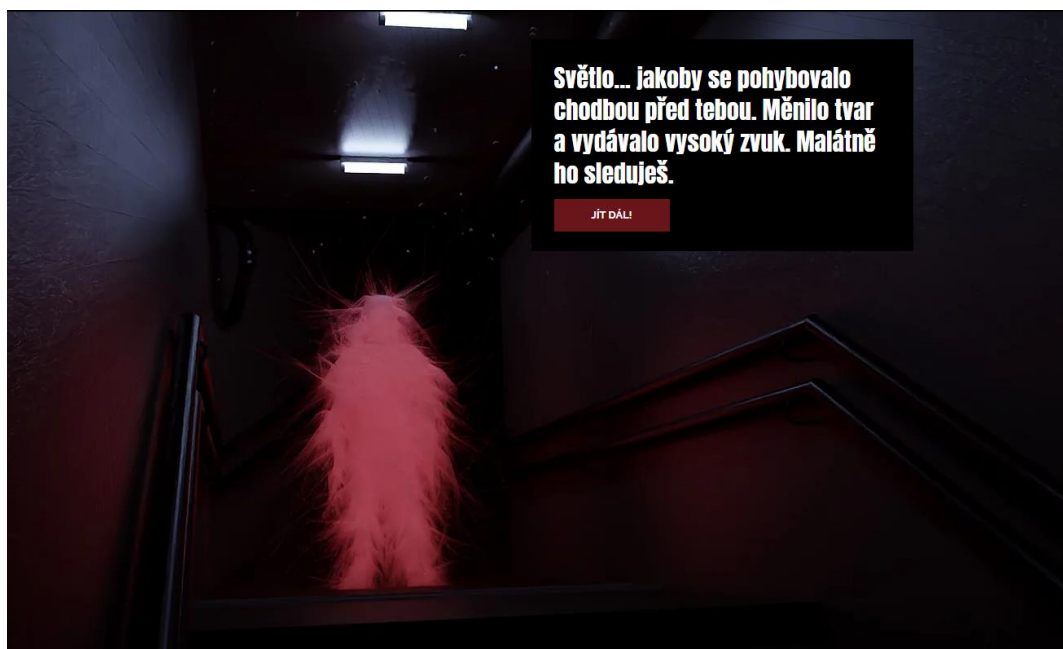 Světlo... jakoby se pohybovalo
chodbou před tebou. Měnilo tvar
a vydávalo vysoký zvuk. Malátně
ho sleduješ.
JÍT DÁL!